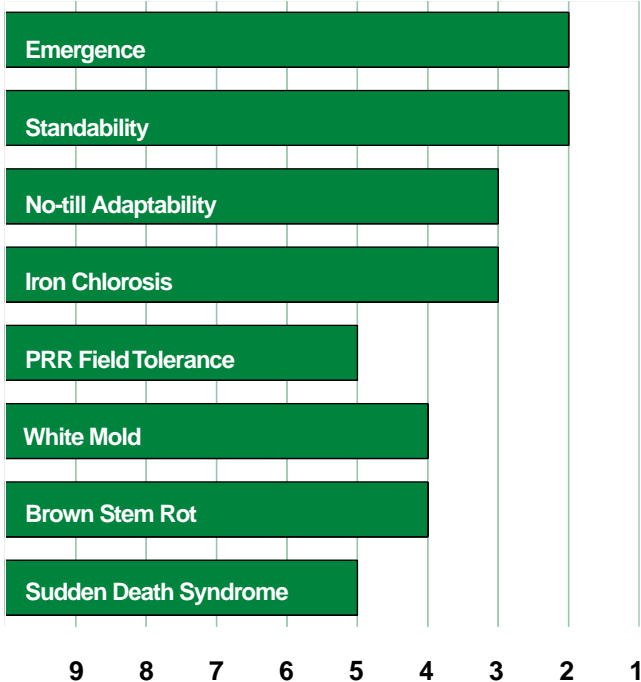 Emergence
Standability
No-till Adaptability
Iron Chlorosis
PRR Field Tolerance
White Mold
Brown Stem Rot
Sudden Death Syndrome
9 8 7 6 5 4 3 2 1